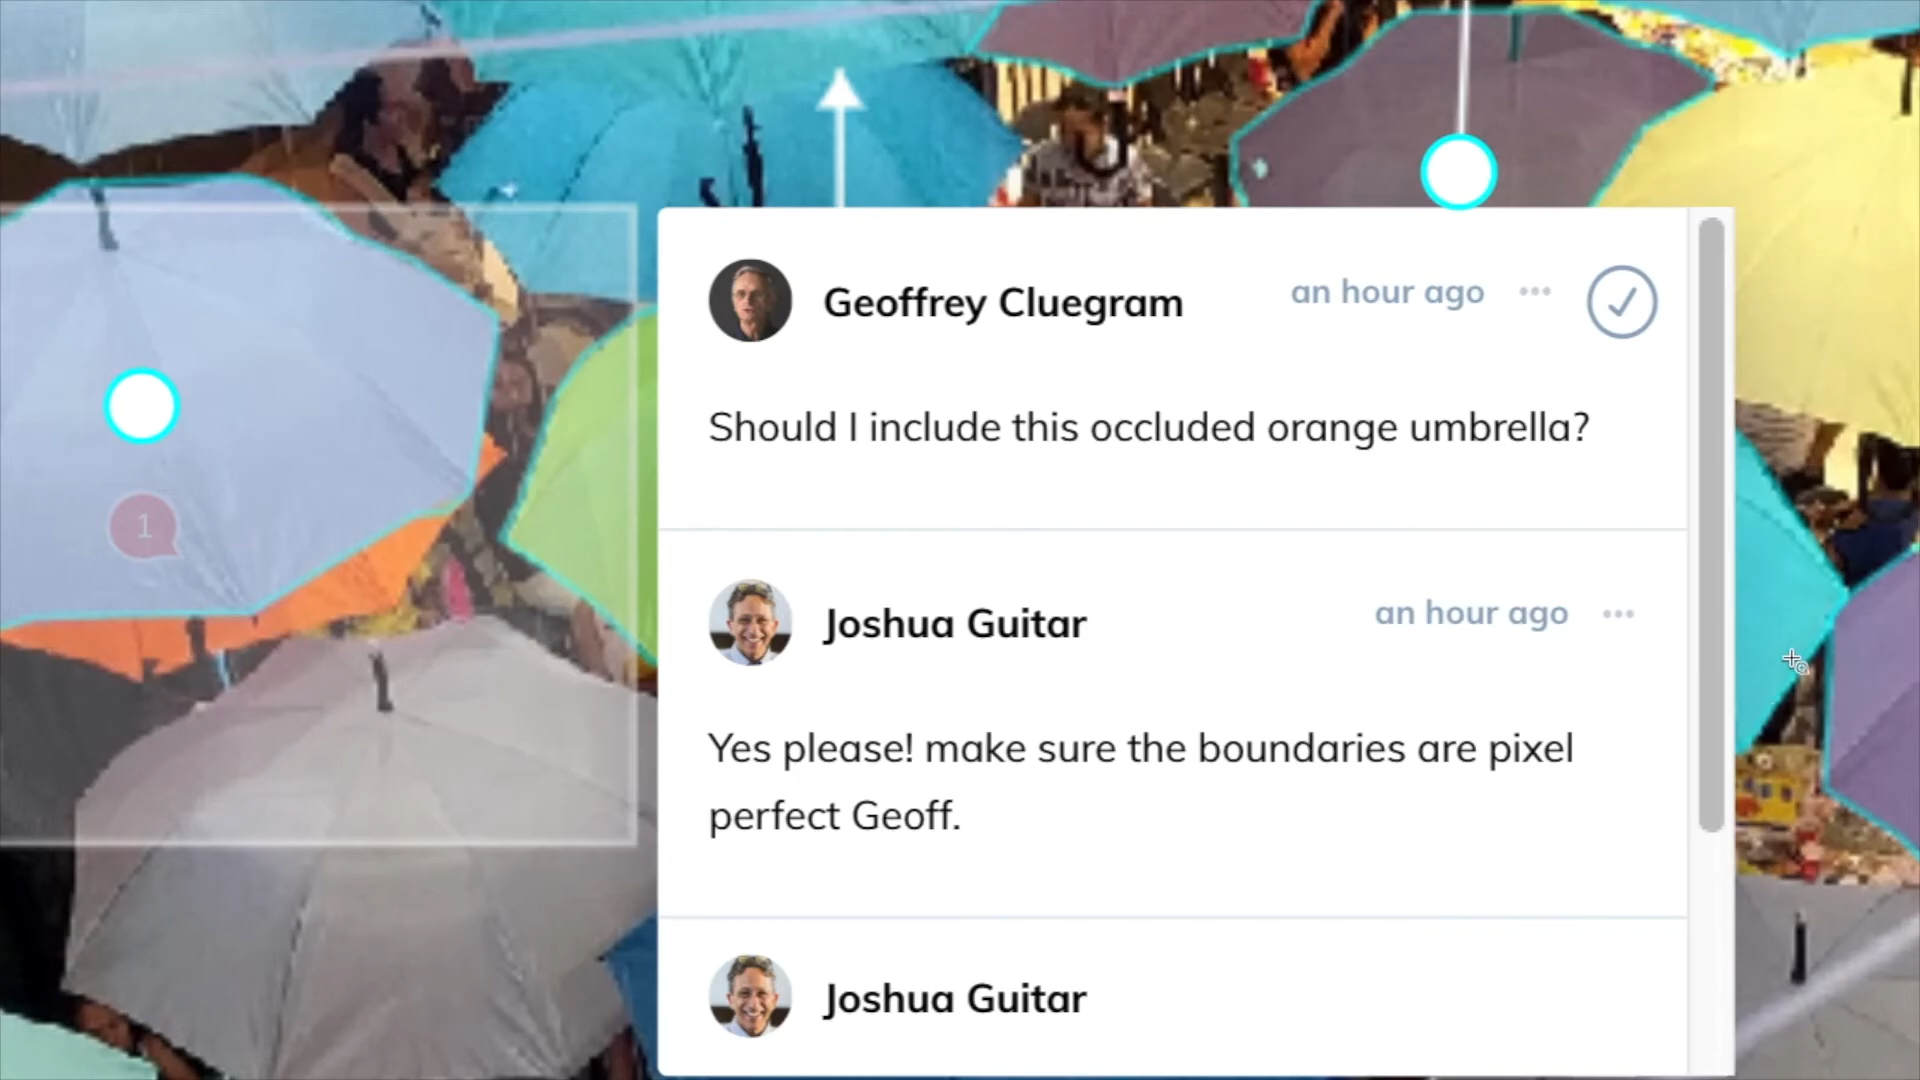 Geoffrey Cluegram
an hour ago
Should I include this occluded orange umbrella?
1
Joshua Guitar
an hour ago
Yes please! make sure the boundaries are pixel
perfect Geoff.
Joshua Guitar